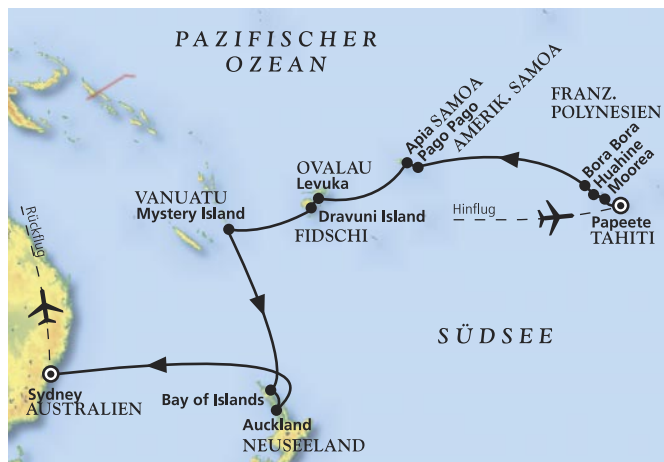 PAZIFISCHER
OZEAN
Apia SAMOA
Pago Pago
AMERIK. SAMOA
FRANZ.
POLYNESIEN
Bora Bora
Huahine
Moorea
OVALAU
Levuka
VANUATU
Mystery Island
Dravuni Island
FIDSCHI
Hinflug
Papeete
TAHITI
Rückflug
SÜDSEE
Sydney
AUSTRALIEN
Bay of Islands
Auckland
NEUSEELAND